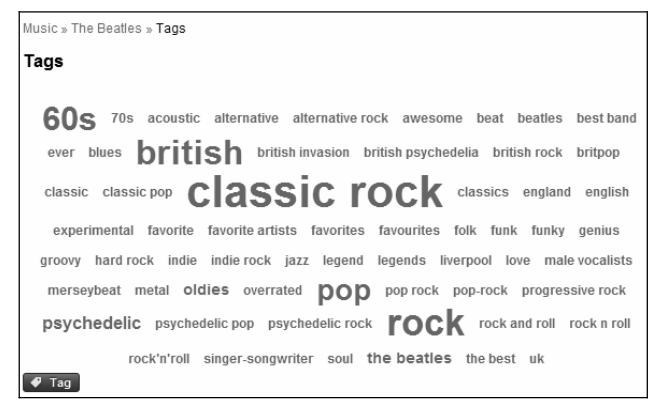 Music » The Beatles » Tags
Tags
60s 70s acoustic alternative alternative rock awesome beat beatles best band
ever blues british british invasion british psychedelia british rock britpop
classic classic pop classic rock classics england english
experimental favorite favorite artists favorites favourites folk funk funky genius
groovy hard rock indie indie rock jazz legend legends liverpool love male vocalists
merseybeat metal oldies overrated pop pop rock pop-rock progressive rock
psychedelic psychedelic pop psychedelic rock rock rock and roll rock n roll
rock'n'roll singer-songwriter soul the beatles the best uk
Tag